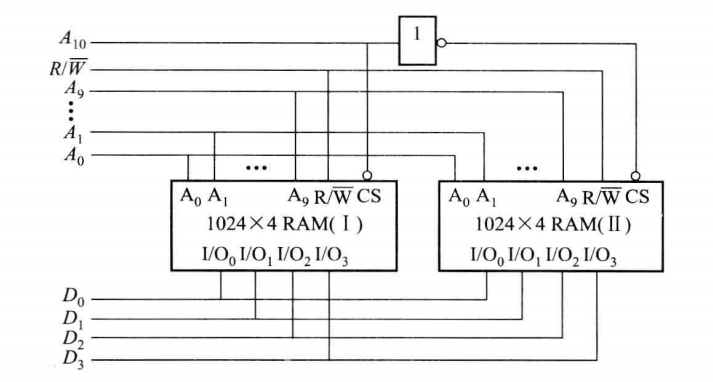 A₁₀
1
R/W̅
A₉
A₁
A₀
A₀ A₁ A₉ R/W̅ CS
1024×4 RAM(Ⅰ)
I/O₀ I/O₁ I/O₂ I/O₃
A₀ A₁ A₉ R/W̅ CS
1024×4 RAM(Ⅱ)
I/O₀ I/O₁ I/O₂ I/O₃
D₀
D₁
D₂
D₃